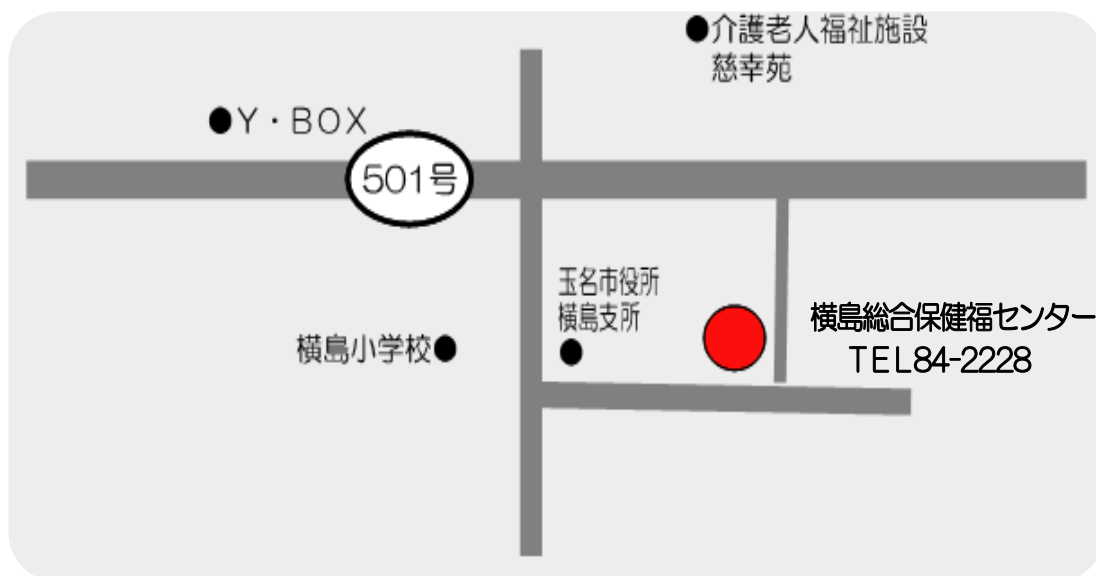 ●介護老人福祉施設
慈幸苑
●Y・BOX
501号
玉名市役所
横島支所
横島小学校●
横島総合保健福センター
TEL84-2228